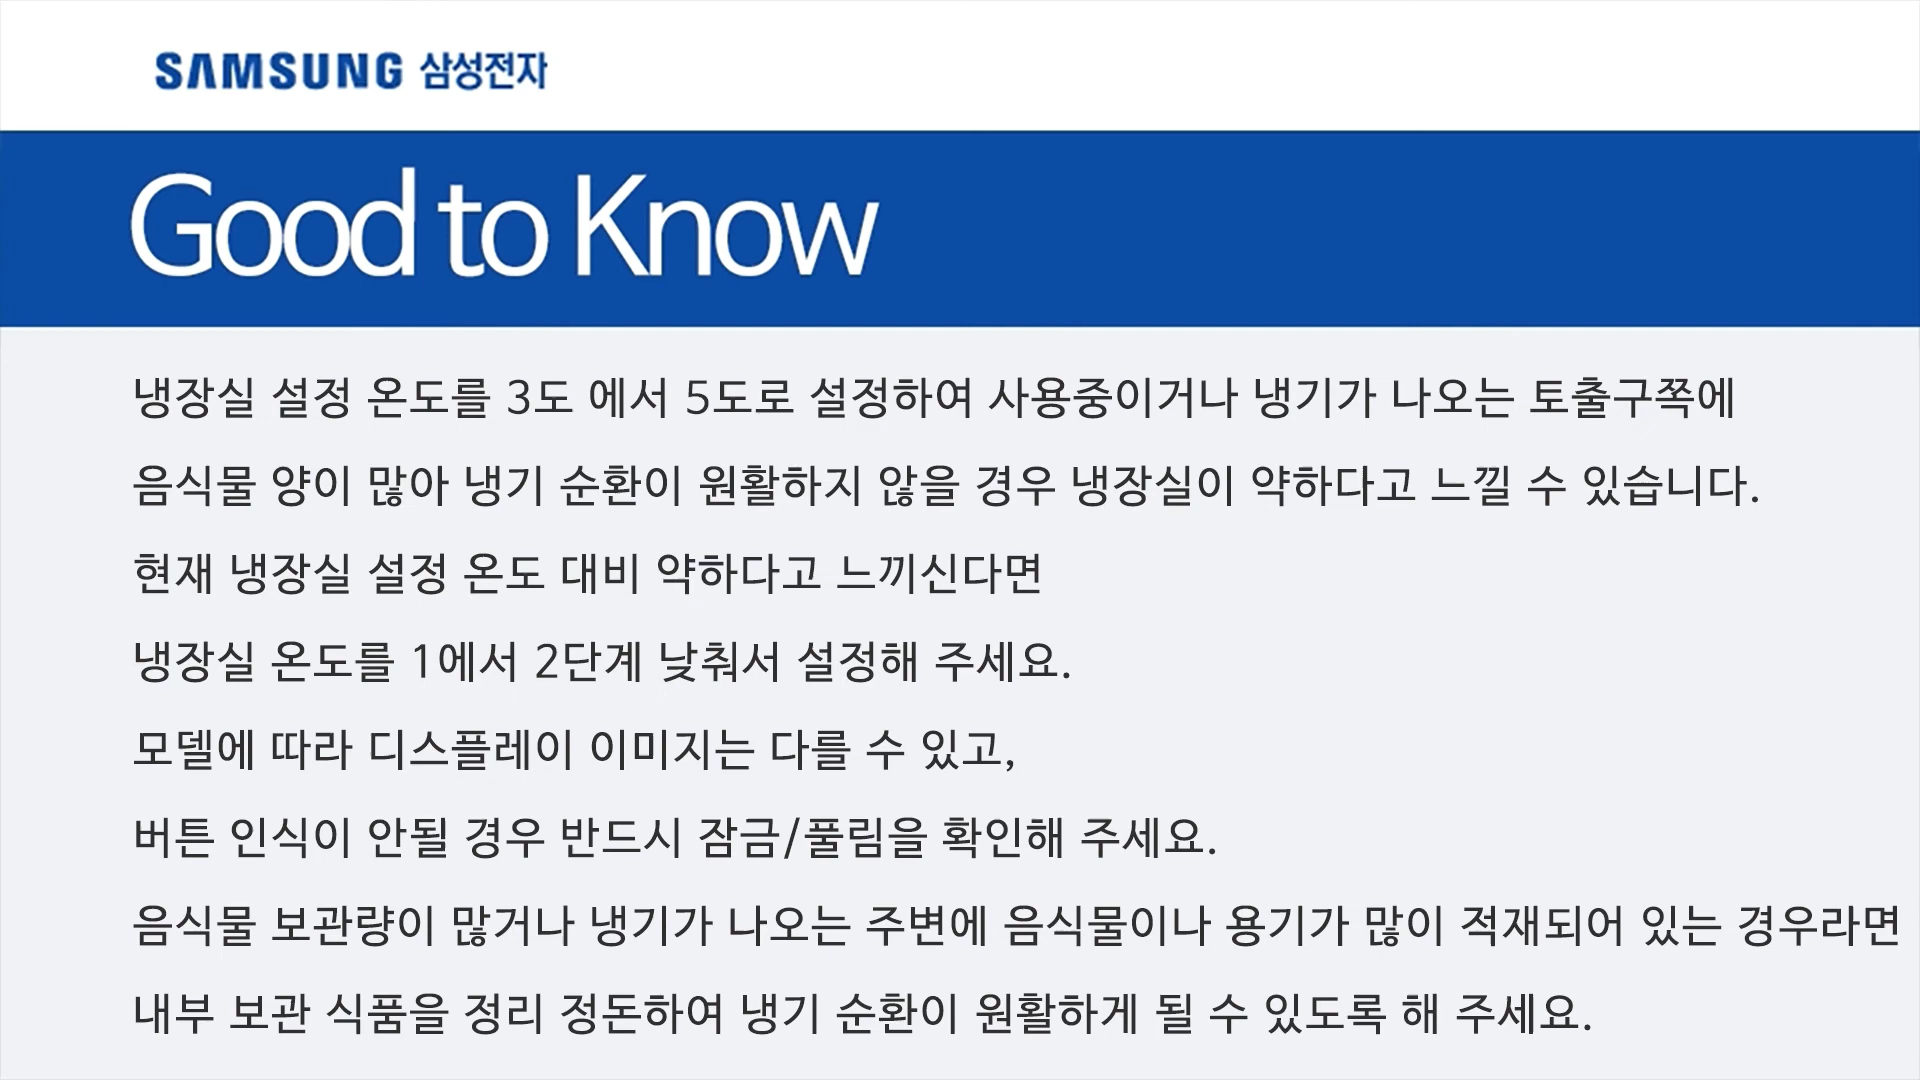 SAMSUNG 삼성전자
Good to Know
냉장실 설정 온도를 3도 에서 5도로 설정하여 사용중이거나 냉기가 나오는 토출구쪽에
음식물 양이 많아 냉기 순환이 원활하지 않을 경우 냉장실이 약하다고 느낄 수 있습니다.
현재 냉장실 설정 온도 대비 약하다고 느끼신다면
냉장실 온도를 1에서 2단계 낮춰서 설정해 주세요.
모델에 따라 디스플레이 이미지는 다를 수 있고,
버튼 인식이 안될 경우 반드시 잠금/풀림을 확인해 주세요.
음식물 보관량이 많거나 냉기가 나오는 주변에 음식물이나 용기가 많이 적재되어 있는 경우라면
내부 보관 식품을 정리 정돈하여 냉기 순환이 원활하게 될 수 있도록 해 주세요.